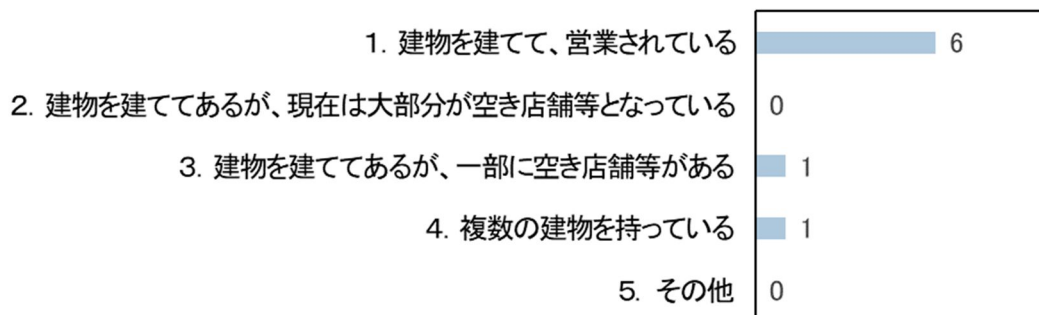 1. 建物を建てて、営業されている 6
2. 建物を建ててあるが、現在は大部分が空き店舗等となっている 0
3. 建物を建ててあるが、一部に空き店舗等がある 1
4. 複数の建物を持っている 1
5. その他 0